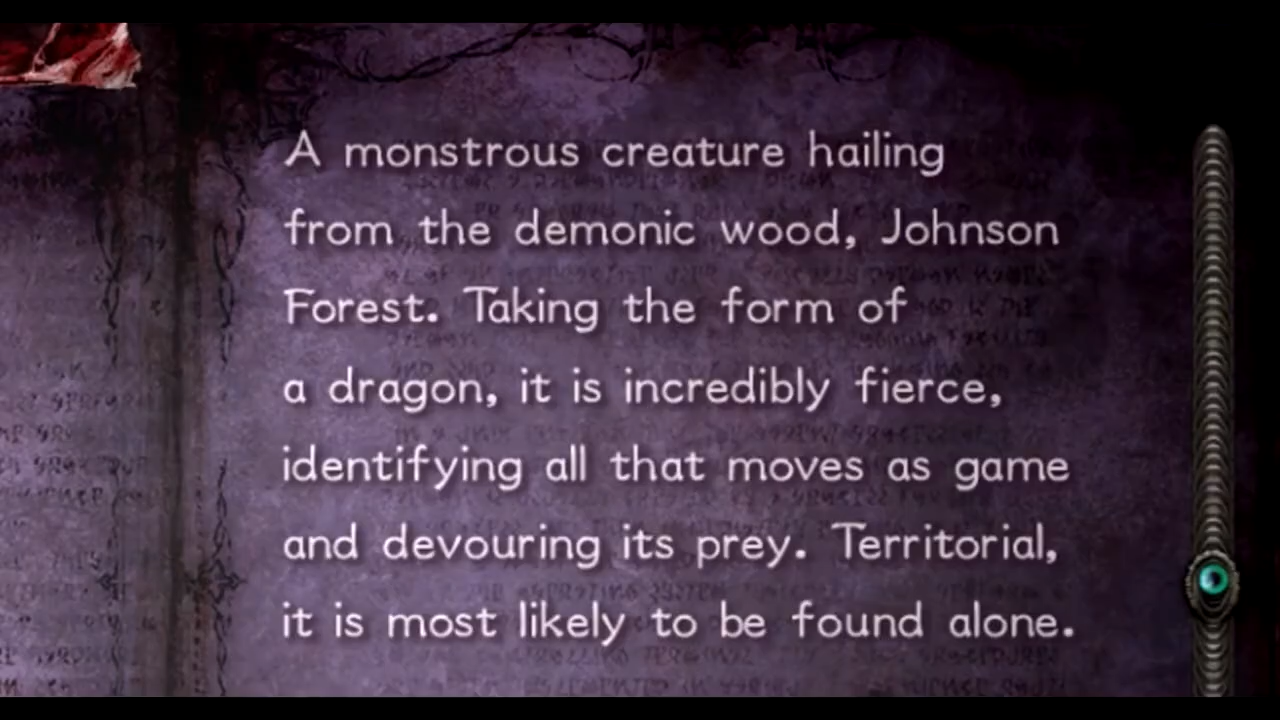 A monstrous creature hailing
from the demonic wood, Johnson
Forest. Taking the form of
a dragon, it is incredibly fierce,
identifying all that moves as game
and devouring its prey. Territorial,
it is most likely to be found alone.